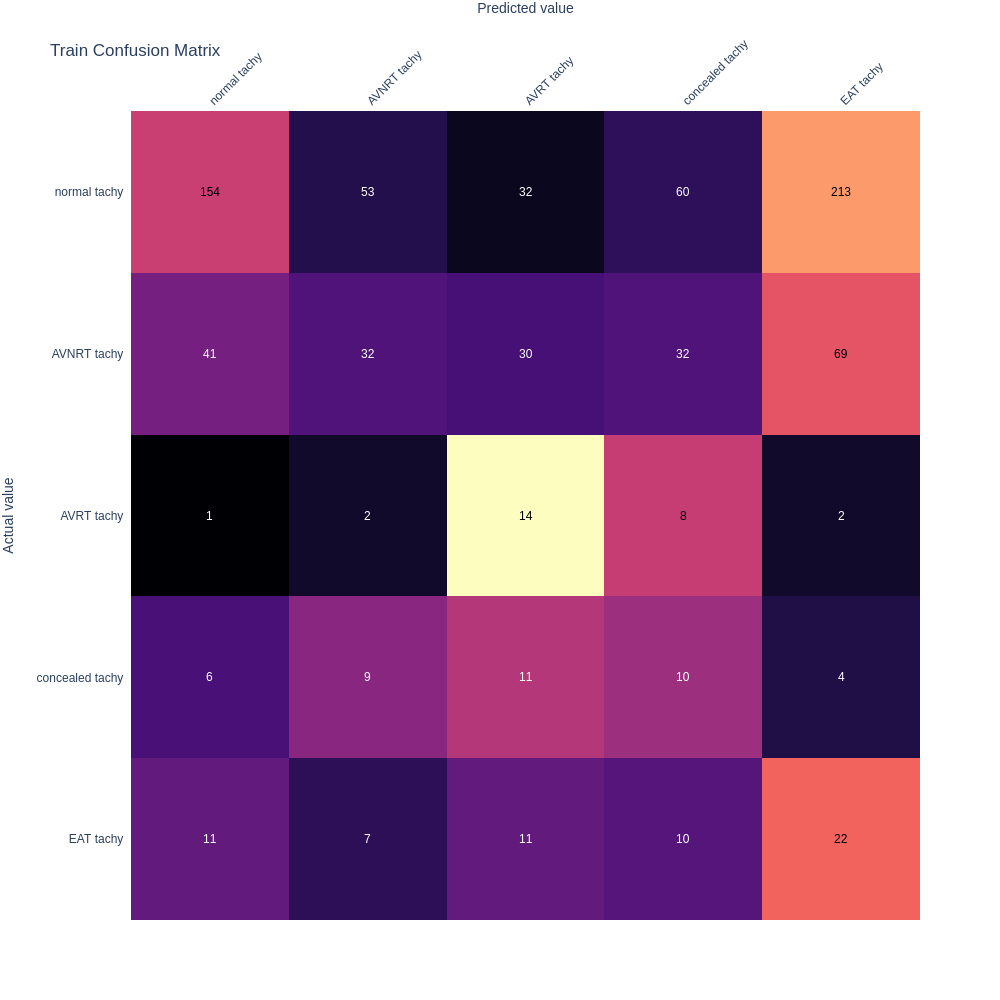 Predicted value
Train Confusion Matrix
normal tachy
AVNRT tachy
AVRT tachy
concealed tachy
EAT tachy
normal tachy 154 53 32 60 213
AVNRT tachy 41 32 30 32 69
Actual value
AVRT tachy 1 2 14 8 2
concealed tachy 6 9 11 10 4
EAT tachy 11 7 11 10 22